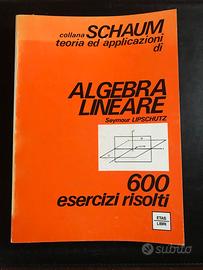 collana SCHAUM
teoria ed applicazioni
di
ALGEBRA
LINEARE
Seymour LIPSCHUTZ
600
esercizi risolti
ETAS
LIBRI
subito